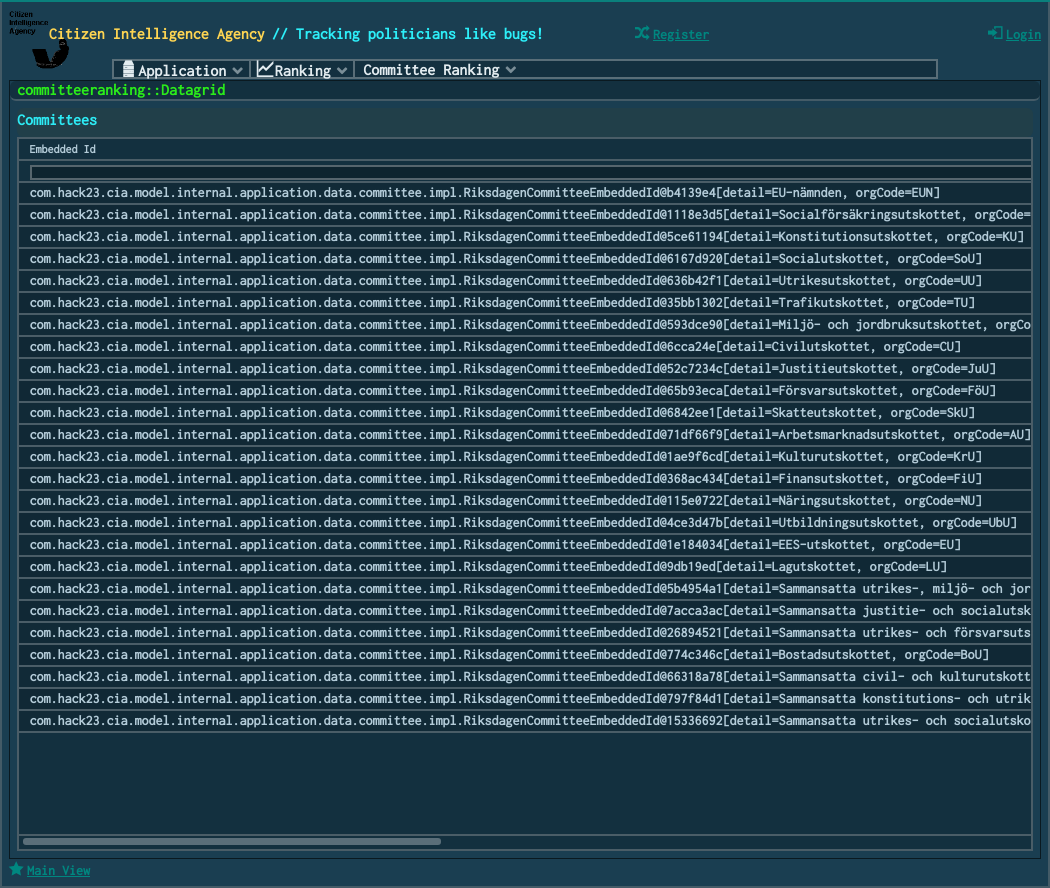 Citizen
Intelligence
Agency
Citizen Intelligence Agency // Tracking politicians like bugs!
Register
Login
Application
Ranking
Committee Ranking
committeeranking::Datagrid
Committees
Embedded Id
com.hack23.cia.model.internal.application.data.committee.impl.RiksdagenCommitteeEmbeddedId@b4139e4[detail=EU-nämnden, orgCode=EUN]
com.hack23.cia.model.internal.application.data.committee.impl.RiksdagenCommitteeEmbeddedId@1118e3d5[detail=Socialförsäkringsutskottet, orgCode=
com.hack23.cia.model.internal.application.data.committee.impl.RiksdagenCommitteeEmbeddedId@5ce61194[detail=Konstitutionsutskottet, orgCode=KU]
com.hack23.cia.model.internal.application.data.committee.impl.RiksdagenCommitteeEmbeddedId@6167d920[detail=Socialutskottet, orgCode=SoU]
com.hack23.cia.model.internal.application.data.committee.impl.RiksdagenCommitteeEmbeddedId@636b42f1[detail=Utrikesutskottet, orgCode=UU]
com.hack23.cia.model.internal.application.data.committee.impl.RiksdagenCommitteeEmbeddedId@35bb1302[detail=Trafikutskottet, orgCode=TU]
com.hack23.cia.model.internal.application.data.committee.impl.RiksdagenCommitteeEmbeddedId@593dce90[detail=Miljö- och jordbruksutskottet, orgCo
com.hack23.cia.model.internal.application.data.committee.impl.RiksdagenCommitteeEmbeddedId@6cca24e[detail=Civilutskottet, orgCode=CU]
com.hack23.cia.model.internal.application.data.committee.impl.RiksdagenCommitteeEmbeddedId@52c7234c[detail=Justitieutskottet, orgCode=JuU]
com.hack23.cia.model.internal.application.data.committee.impl.RiksdagenCommitteeEmbeddedId@65b93eca[detail=Försvarsutskottet, orgCode=FöU]
com.hack23.cia.model.internal.application.data.committee.impl.RiksdagenCommitteeEmbeddedId@6842ee1[detail=Skatteutskottet, orgCode=SkU]
com.hack23.cia.model.internal.application.data.committee.impl.RiksdagenCommitteeEmbeddedId@71df66f9[detail=Arbetsmarknadsutskottet, orgCode=AU]
com.hack23.cia.model.internal.application.data.committee.impl.RiksdagenCommitteeEmbeddedId@1ae9f6cd[detail=Kulturutskottet, orgCode=KrU]
com.hack23.cia.model.internal.application.data.committee.impl.RiksdagenCommitteeEmbeddedId@368ac434[detail=Finansutskottet, orgCode=FiU]
com.hack23.cia.model.internal.application.data.committee.impl.RiksdagenCommitteeEmbeddedId@115e0722[detail=Näringsutskottet, orgCode=NU]
com.hack23.cia.model.internal.application.data.committee.impl.RiksdagenCommitteeEmbeddedId@4ce3d47b[detail=Utbildningsutskottet, orgCode=UbU]
com.hack23.cia.model.internal.application.data.committee.impl.RiksdagenCommitteeEmbeddedId@1e184034[detail=EES-utskottet, orgCode=EU]
com.hack23.cia.model.internal.application.data.committee.impl.RiksdagenCommitteeEmbeddedId@9db19ed[detail=Lagutskottet, orgCode=LU]
com.hack23.cia.model.internal.application.data.committee.impl.RiksdagenCommitteeEmbeddedId@5b4954a1[detail=Sammansatta utrikes-, miljö- och jor
com.hack23.cia.model.internal.application.data.committee.impl.RiksdagenCommitteeEmbeddedId@7acca3ac[detail=Sammansatta justitie- och socialutsk
com.hack23.cia.model.internal.application.data.committee.impl.RiksdagenCommitteeEmbeddedId@26894521[detail=Sammansatta utrikes- och försvarsuts
com.hack23.cia.model.internal.application.data.committee.impl.RiksdagenCommitteeEmbeddedId@774c346c[detail=Bostadsutskottet, orgCode=BoU]
com.hack23.cia.model.internal.application.data.committee.impl.RiksdagenCommitteeEmbeddedId@66318a78[detail=Sammansatta civil- och kulturutskott
com.hack23.cia.model.internal.application.data.committee.impl.RiksdagenCommitteeEmbeddedId@797f84d1[detail=Sammansatta konstitutions- och utrik
com.hack23.cia.model.internal.application.data.committee.impl.RiksdagenCommitteeEmbeddedId@15336692[detail=Sammansatta utrikes- och socialutsko
Main View